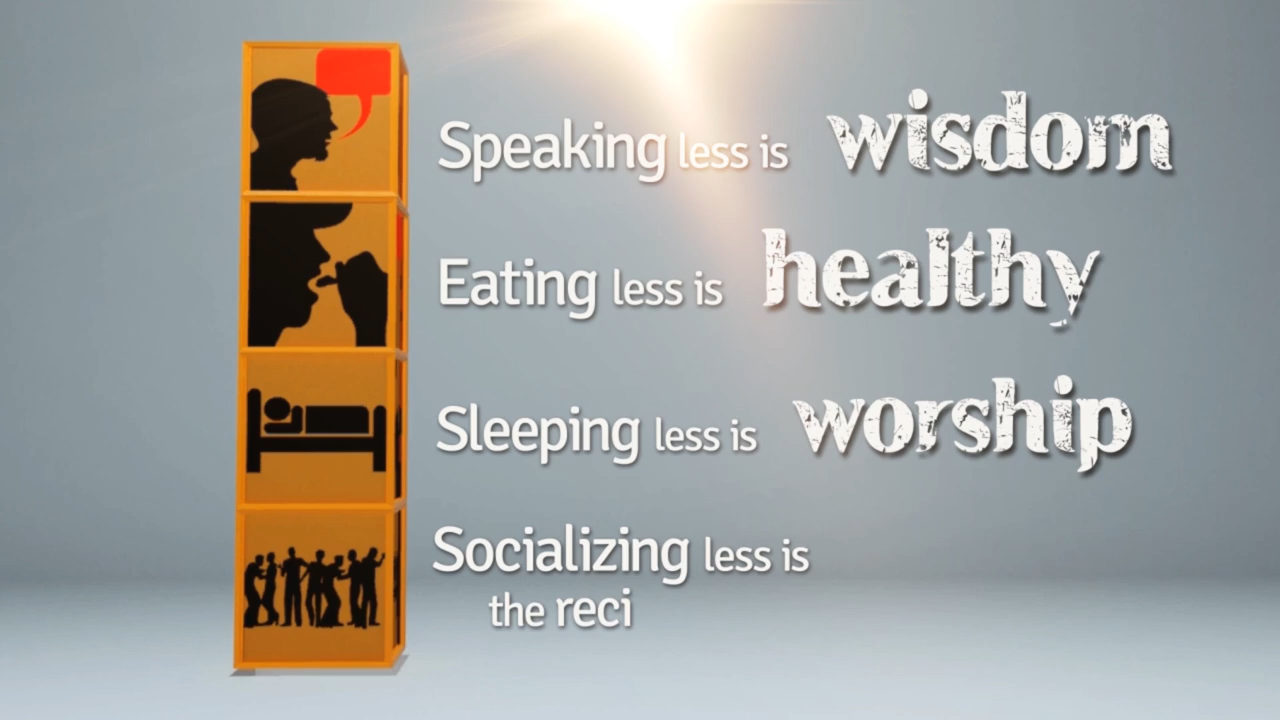 Speaking less is wisdom
Eating less is healthy
Sleeping less is worship
Socializing less is
the reci